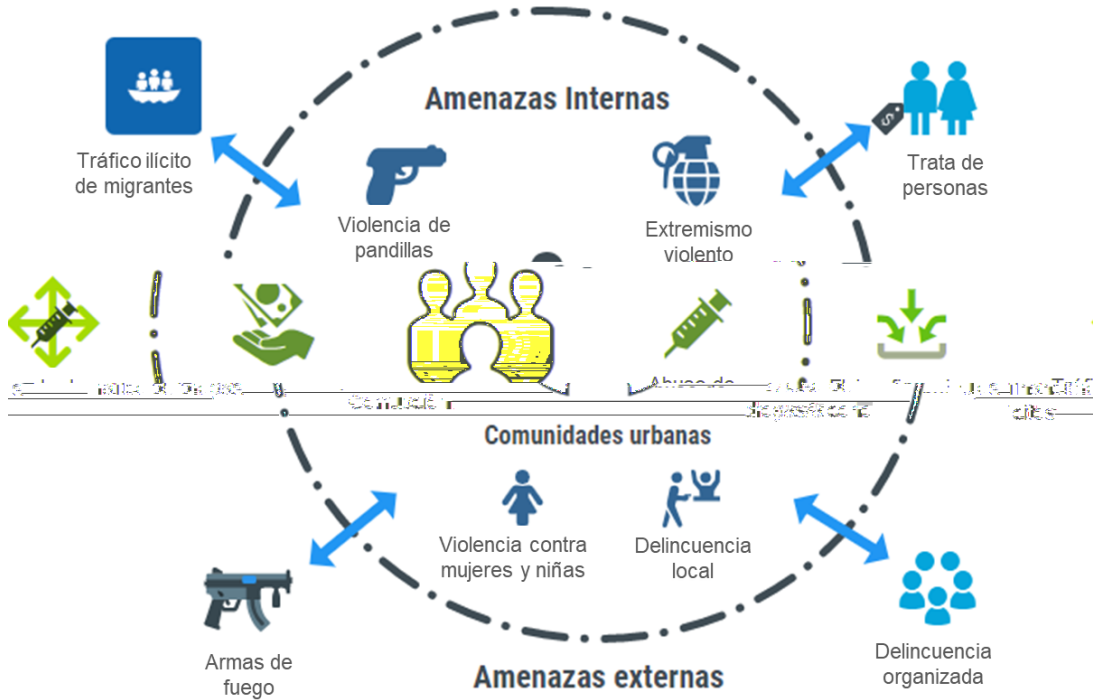 Amenazas Internas
Tráfico ilícito
de migrantes
Trata de
personas
Violencia de
pandillas
Extremismo
violento
Comunidades urbanas
Violencia contra
mujeres y niñas
Delincuencia
local
Armas de
fuego
Delincuencia
organizada
Amenazas externas